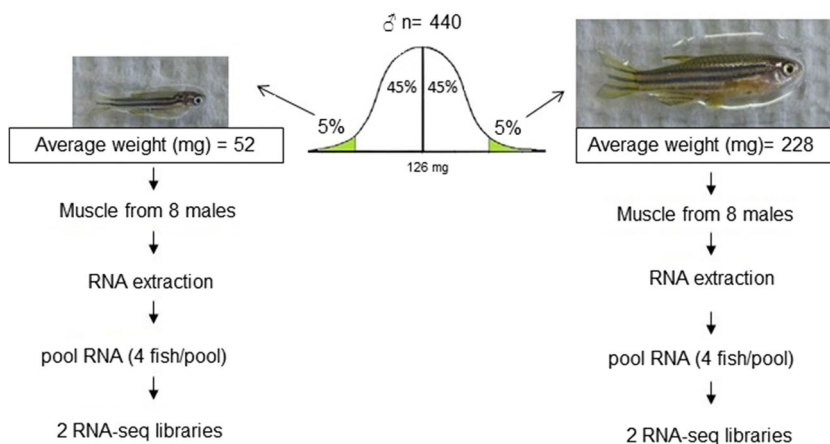 ♂ n= 440
45% 45%
5% 5%
126 mg
Average weight (mg) = 52
Muscle from 8 males
RNA extraction
pool RNA (4 fish/pool)
2 RNA-seq libraries
Average weight (mg)= 228
Muscle from 8 males
RNA extraction
pool RNA (4 fish/pool)
2 RNA-seq libraries